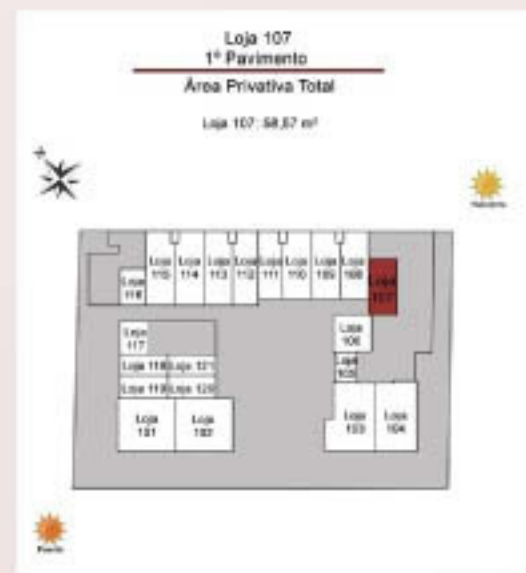 Loja 107
1º Pavimento
Área Privativa Total
Loja 107: 58,57 m²
Nascente
Loja 115
Loja 114
Loja 113
Loja 112
Loja 111
Loja 110
Loja 109
Loja 108
Loja 107
Loja 116
Loja 117
Loja 106
Loja 105
Loja 118
Loja 121
Loja 119
Loja 120
Loja 101
Loja 102
Loja 103
Loja 104
Poente